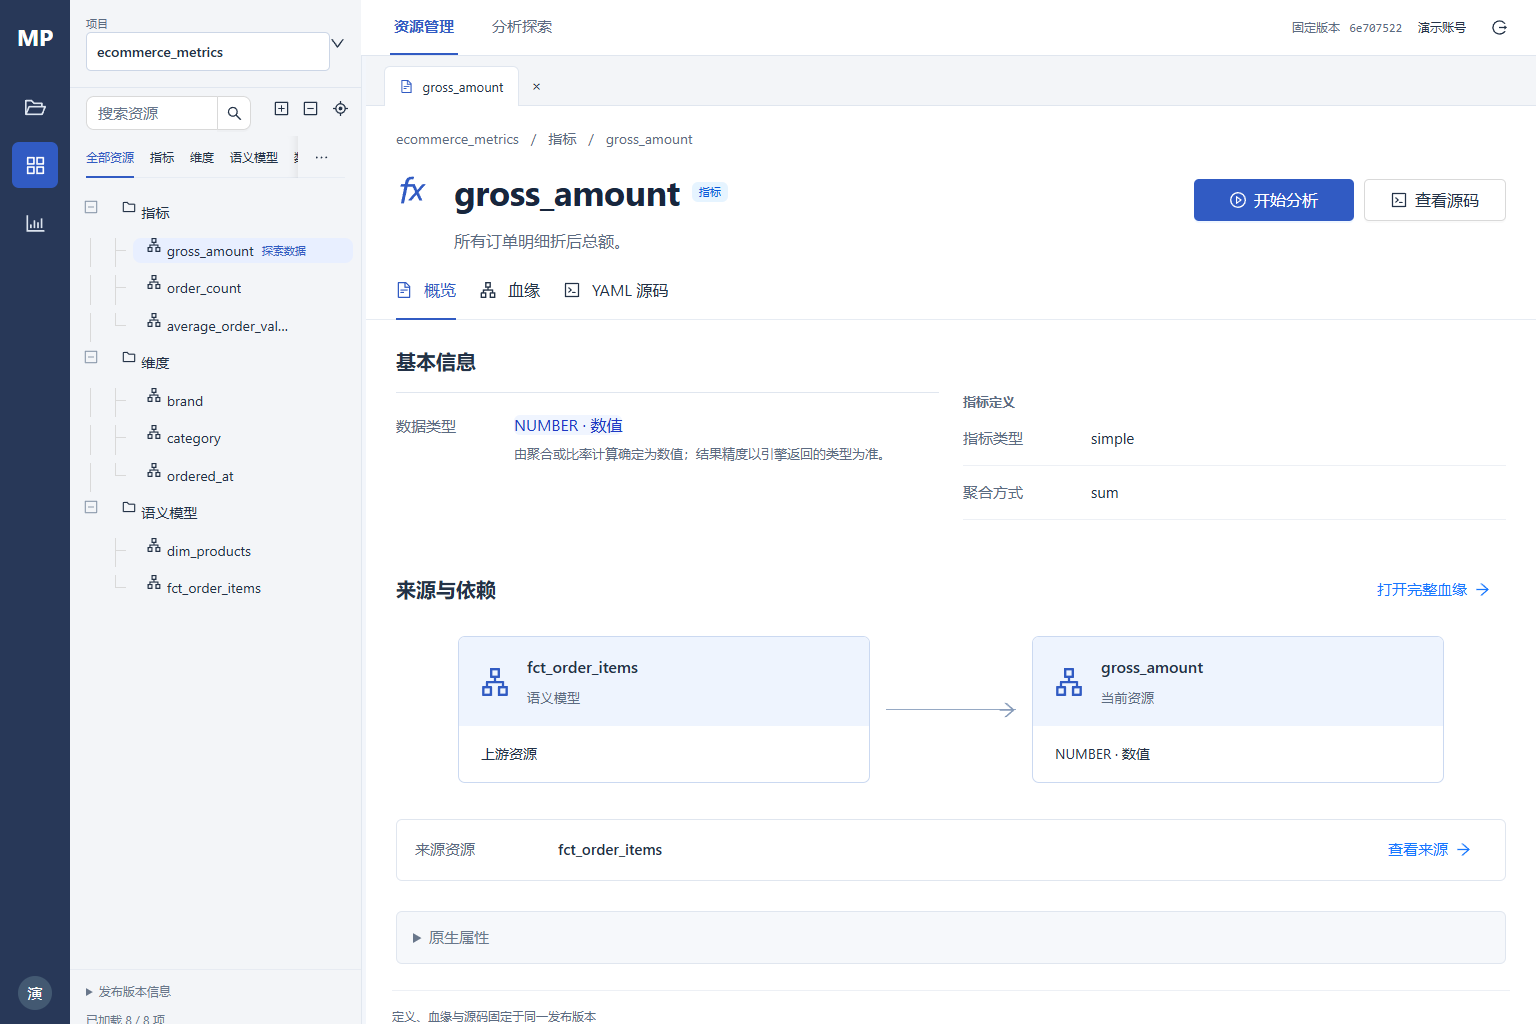 MP
项目
ecommerce_metrics
搜索资源
全部资源 指标 维度 语义模型 ...
指标
gross_amount 探索数据
order_count
average_order_val...
维度
brand
category
ordered_at
语义模型
dim_products
fct_order_items
发布版本信息
已加载 8 / 8 项
演
资源管理 分析探索
固定版本 6e707522 演示账号
gross_amount ×
ecommerce_metrics / 指标 / gross_amount
fx gross_amount 指标
开始分析 查看源码
所有订单明细折后总额。
概览 血缘 YAML 源码
基本信息
数据类型 NUMBER · 数值
由聚合或比率计算确定为数值；结果精度以引擎返回的类型为准。
指标定义
指标类型 simple
聚合方式 sum
来源与依赖 打开完整血缘
fct_order_items
语义模型
上游资源
gross_amount
当前资源
NUMBER · 数值
来源资源 fct_order_items 查看来源
原生属性
定义、血缘与源码固定于同一发布版本